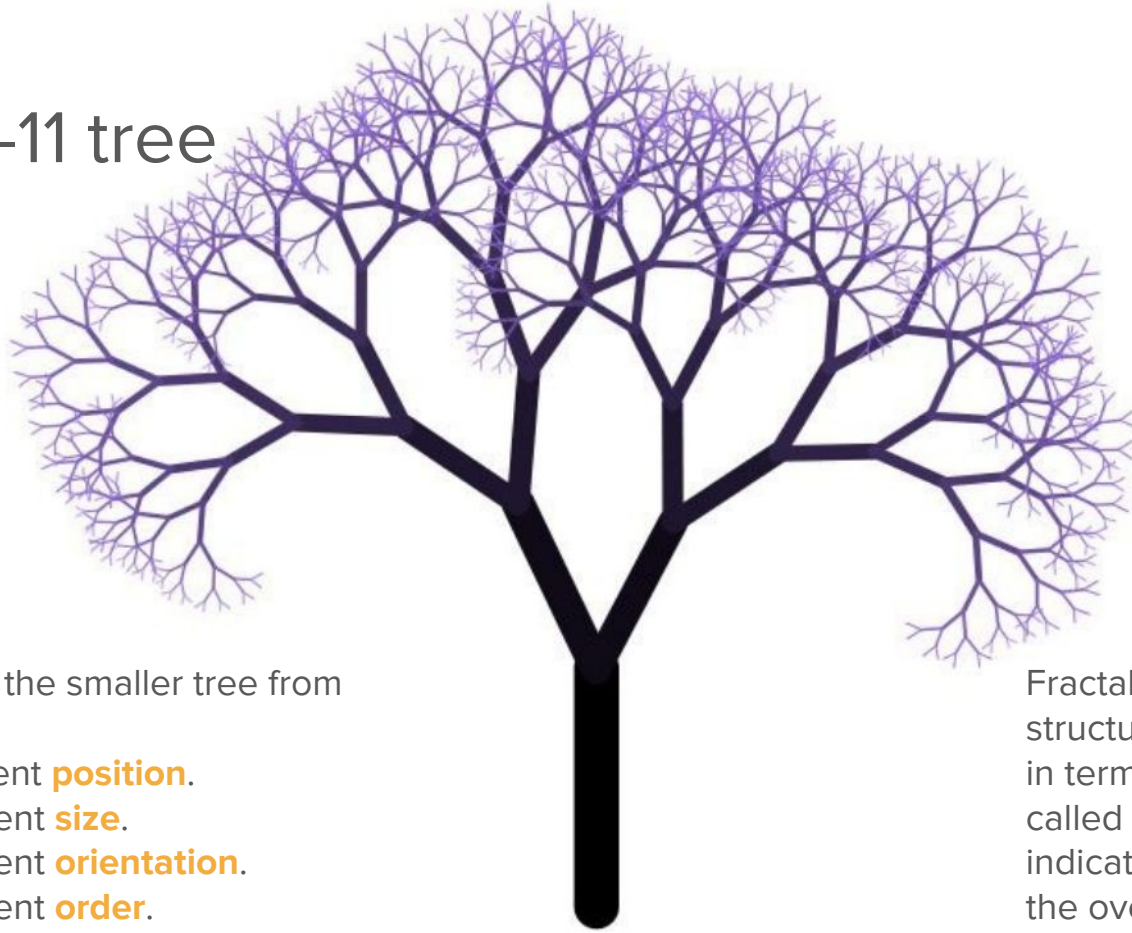 -11 tree
the smaller tree from
ent position.
ent size.
ent orientation.
ent order.
Fractal
structu
in term
called
indicat
the ove